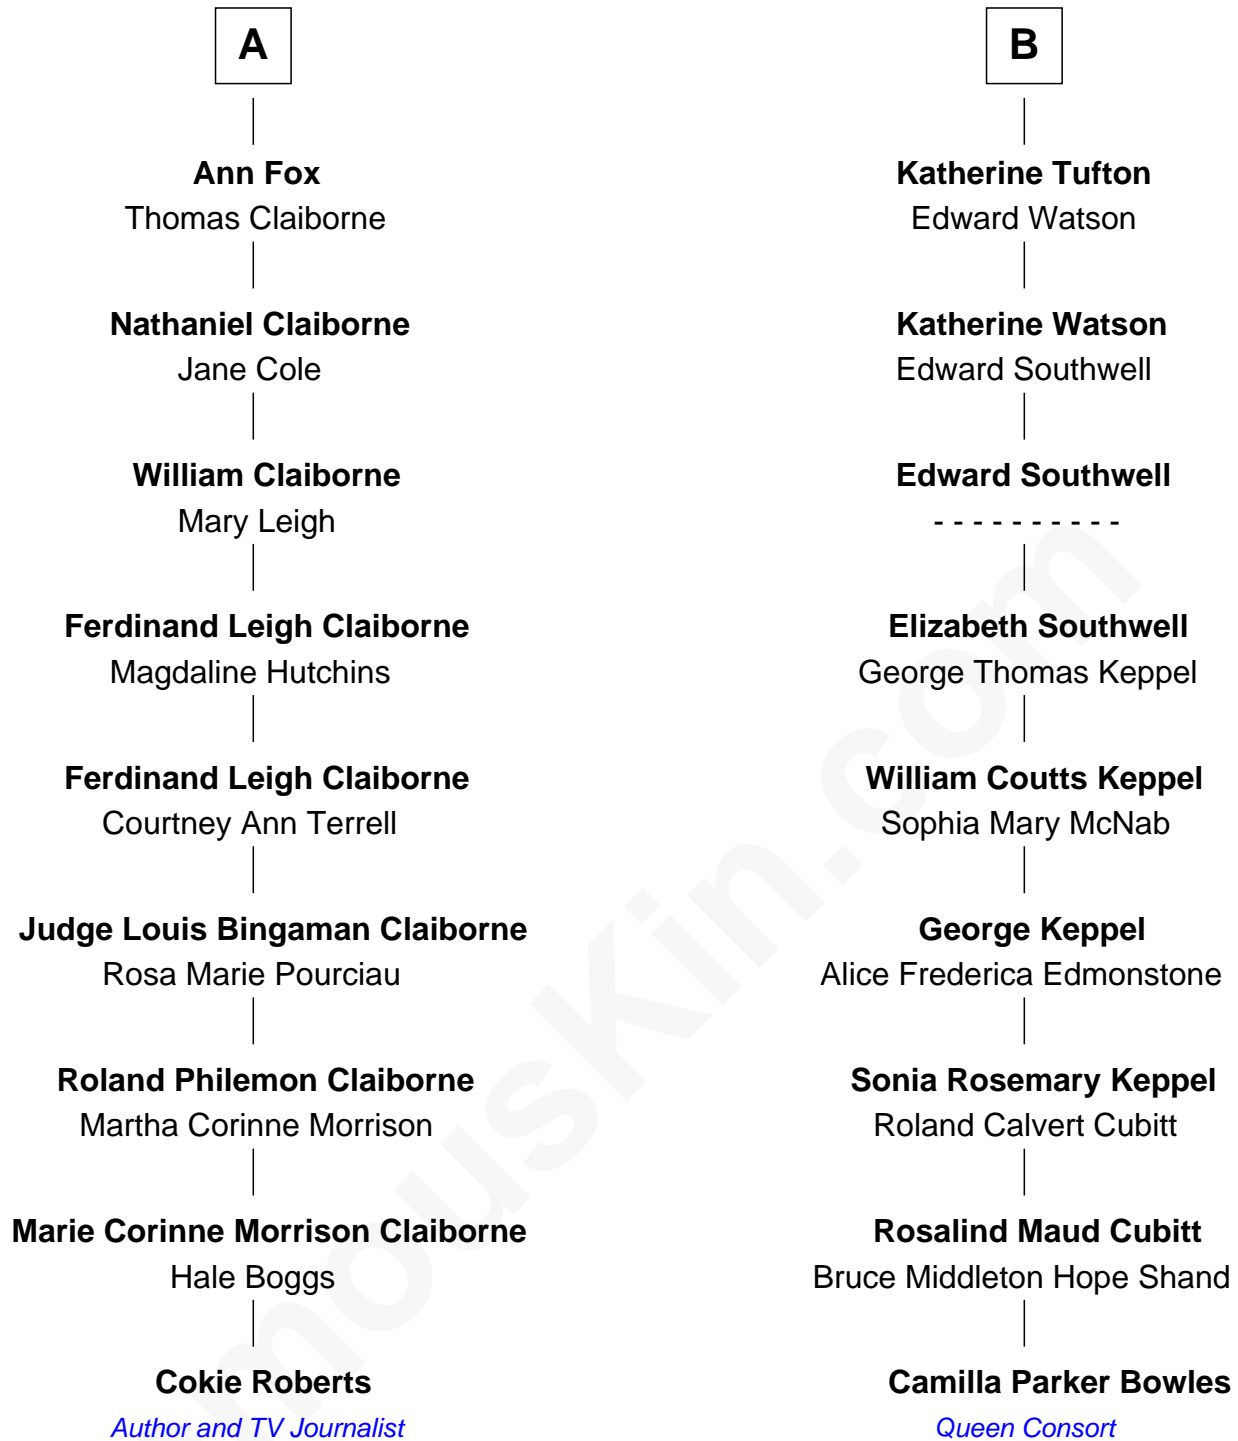 A
Ann Fox
Thomas Claiborne
Nathaniel Claiborne
Jane Cole
William Claiborne
Mary Leigh
Ferdinand Leigh Claiborne
Magdaline Hutchins
Ferdinand Leigh Claiborne
Courtney Ann Terrell
Judge Louis Bingaman Claiborne
Rosa Marie Pourciau
Roland Philemon Claiborne
Martha Corinne Morrison
Marie Corinne Morrison Claiborne
Hale Boggs
Cokie Roberts
Author and TV Journalist
B
Katherine Tufton
Edward Watson
Katherine Watson
Edward Southwell
Edward Southwell
- - - - - - - - - -
Elizabeth Southwell
George Thomas Keppel
William Coutts Keppel
Sophia Mary McNab
George Keppel
Alice Frederica Edmonstone
Sonia Rosemary Keppel
Roland Calvert Cubitt
Rosalind Maud Cubitt
Bruce Middleton Hope Shand
Camilla Parker Bowles
Queen Consort
mousKin.com